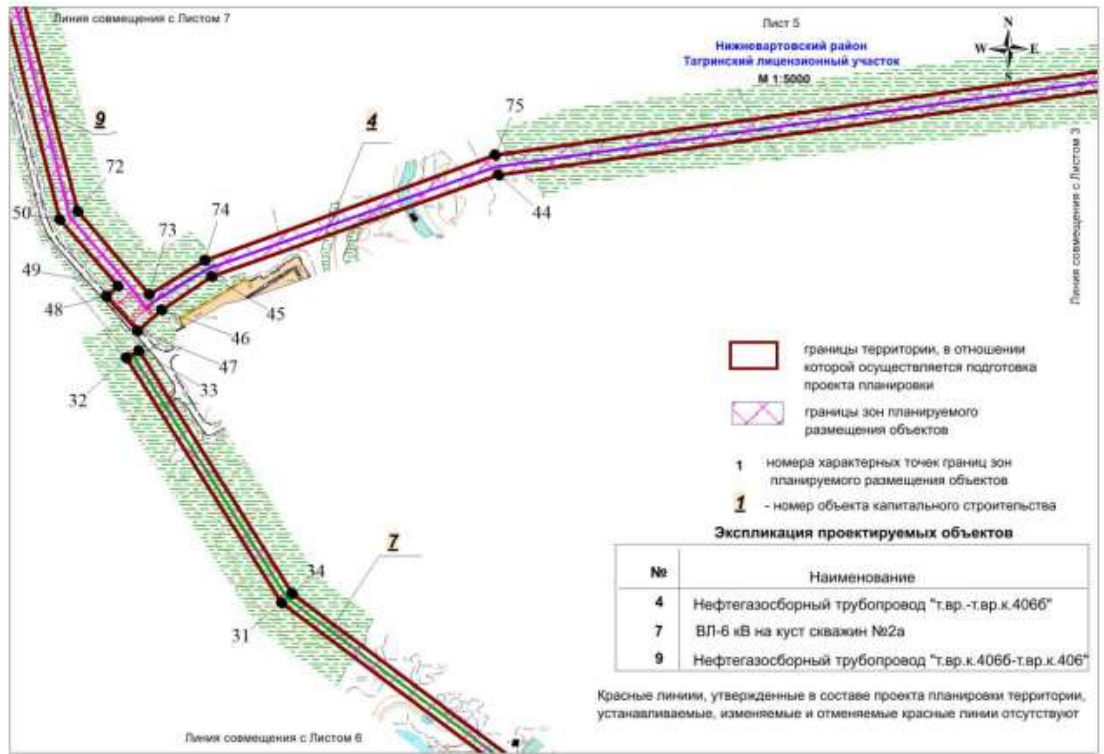 Линия совмещения с Листом 7
Лист 5
Нижневартовский район
Тагринский лицензионный участок
М 1:5000
N
W E
S
9
4
75
72
50
74
73
44
49
48
45
46
47
33
32
Линия совмещения с Листом 3
границы территории, в отношении
которой осуществляется подготовка
проекта планировки
границы зон планируемого
размещения объектов
1 номера характерных точек границ зон
планируемого размещения объектов
1 - номер объекта капитального строительства
7
34
31
Экспликация проектируемых объектов
№ Наименование
4 Нефтегазосборный трубопровод "т.вр.-т.вр.к.406б"
7 ВЛ-6 кВ на куст скважин №2а
9 Нефтегазосборный трубопровод "т.вр.к.406б-т.вр.к.406"
Красные линиии, утвержденные в составе проекта планировки территории,
устанавливаемые, изменяемые и отменяемые красные линии отсутствуют
Линия совмещения с Листом 6